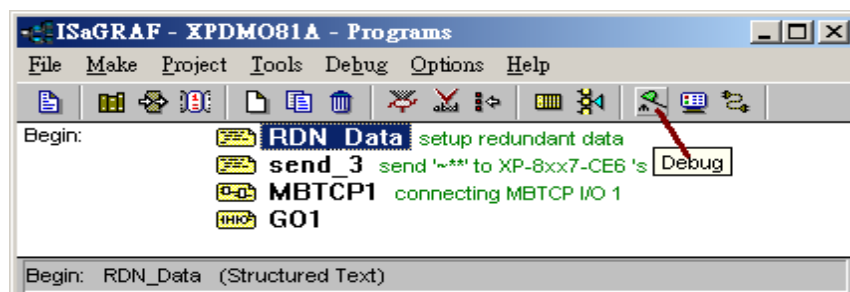 ISaGRAF - XPDMO81A - Programs
File Make Project Tools Debug Options Help
Begin: RDN_Data setup redundant data
send_3 send '~**' to XP-8xx7-CE6 's Debug
MBTCP1 connecting MBTCP I/O 1
GO1
Begin: RDN_Data (Structured Text)